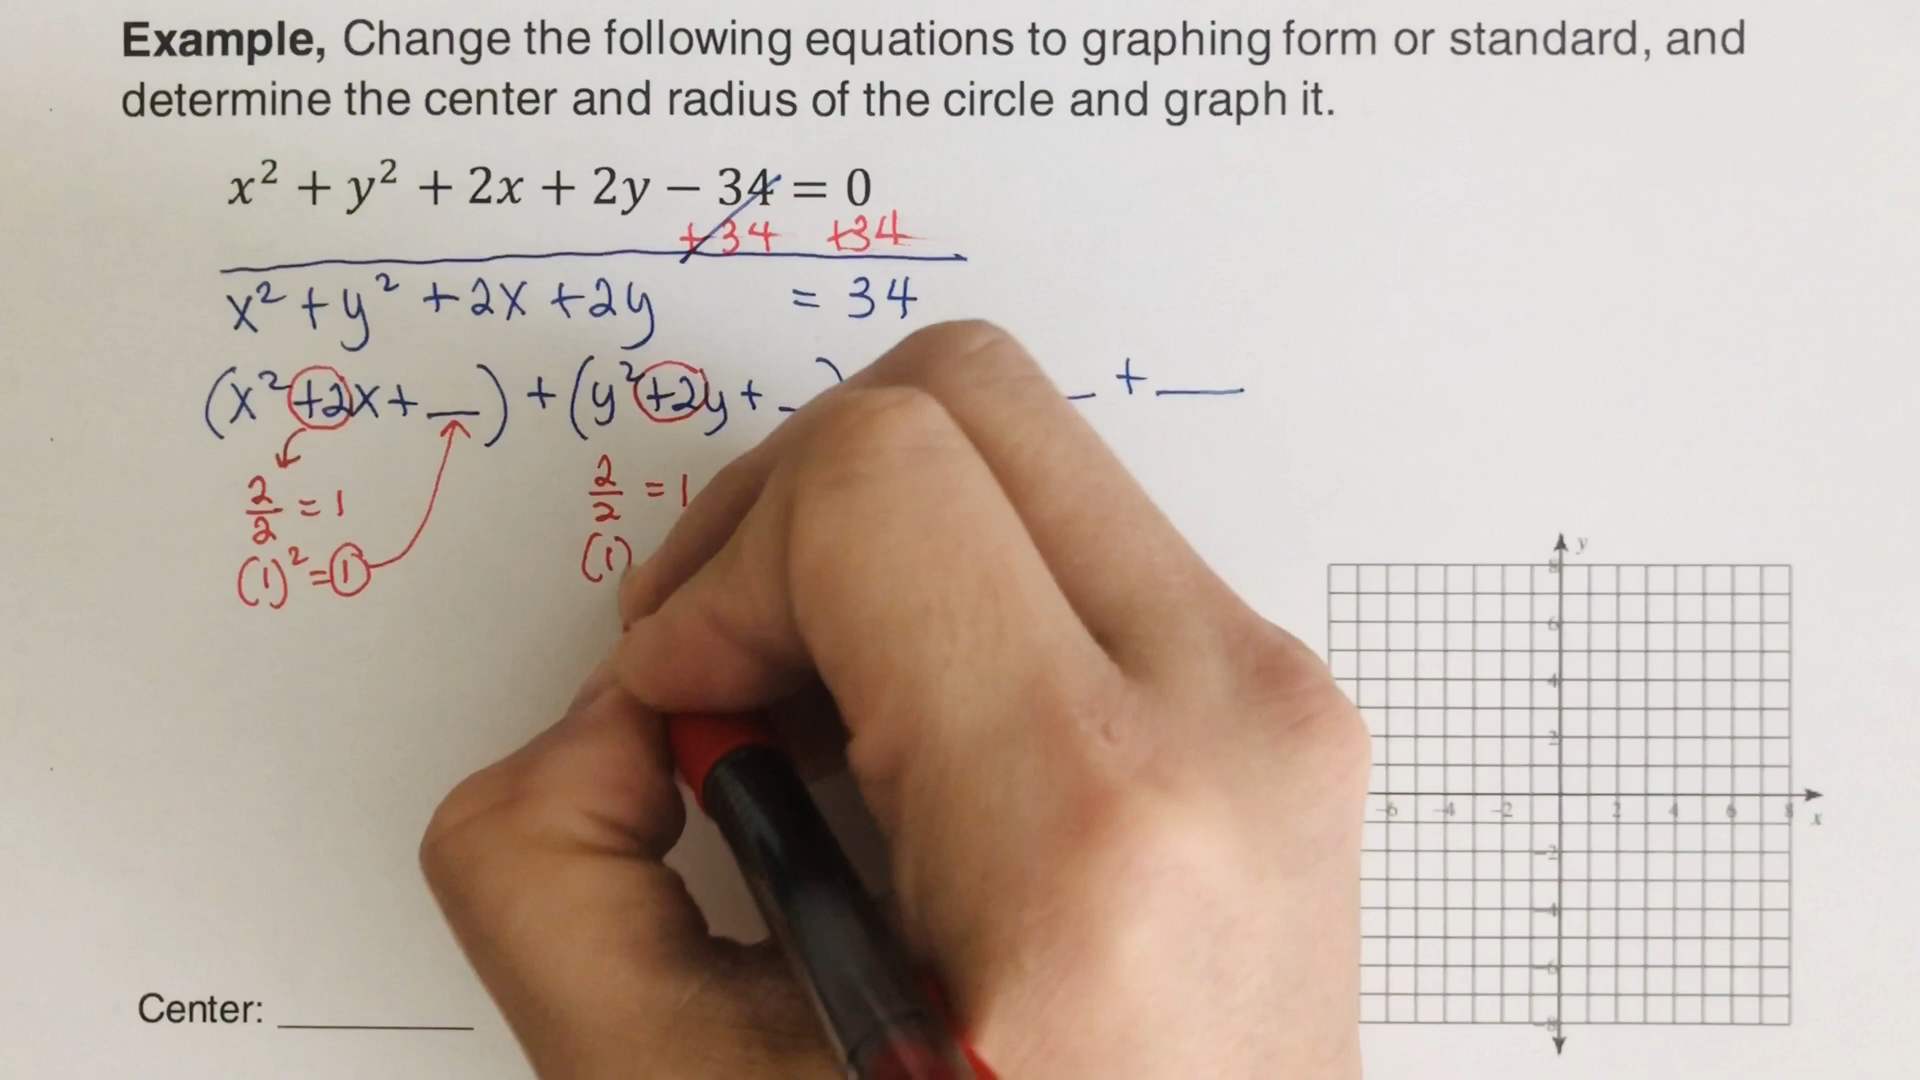 Example, Change the following equations to graphing form or standard, and
determine the center and radius of the circle and graph it.
x² + y² + 2x + 2y − 34 = 0
+34 +34
x² + y² + 2x + 2y = 34
(x² + 2x + _) + (y² + 2y + _) _ + _
2/2 = 1 2/2 = 1
(1)² = 1 (1)
y
8
6
4
2
-6 -4 -2 2 4 6 8 x
-2
-4
-6
-8
Center: ______